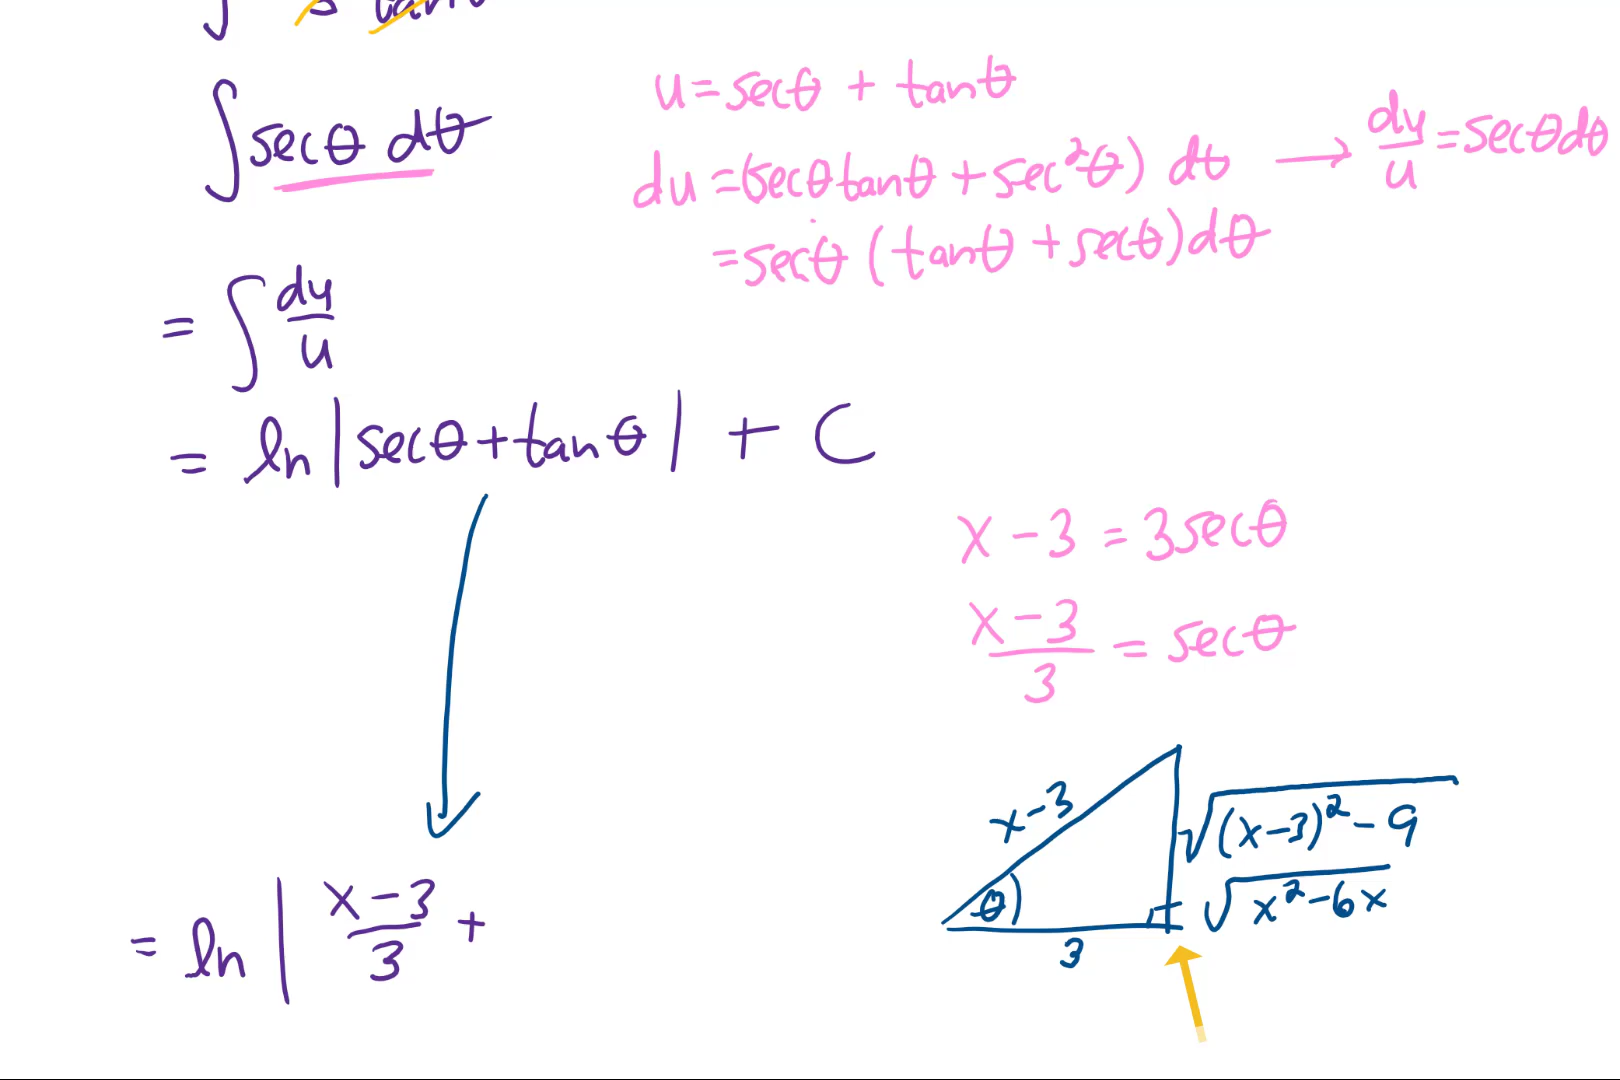 ∫ secθ dθ
u = secθ + tanθ
du = (secθtanθ + sec²θ) dθ → du/u = secθdθ
= secθ (tanθ + secθ)dθ
= ∫ du/u
= ln|secθ + tanθ| + C
x - 3 = 3secθ
x - 3/3 = secθ
x - 3
√(x-3)² - 9
θ
√x² - 6x
3
= ln | x - 3/3 +